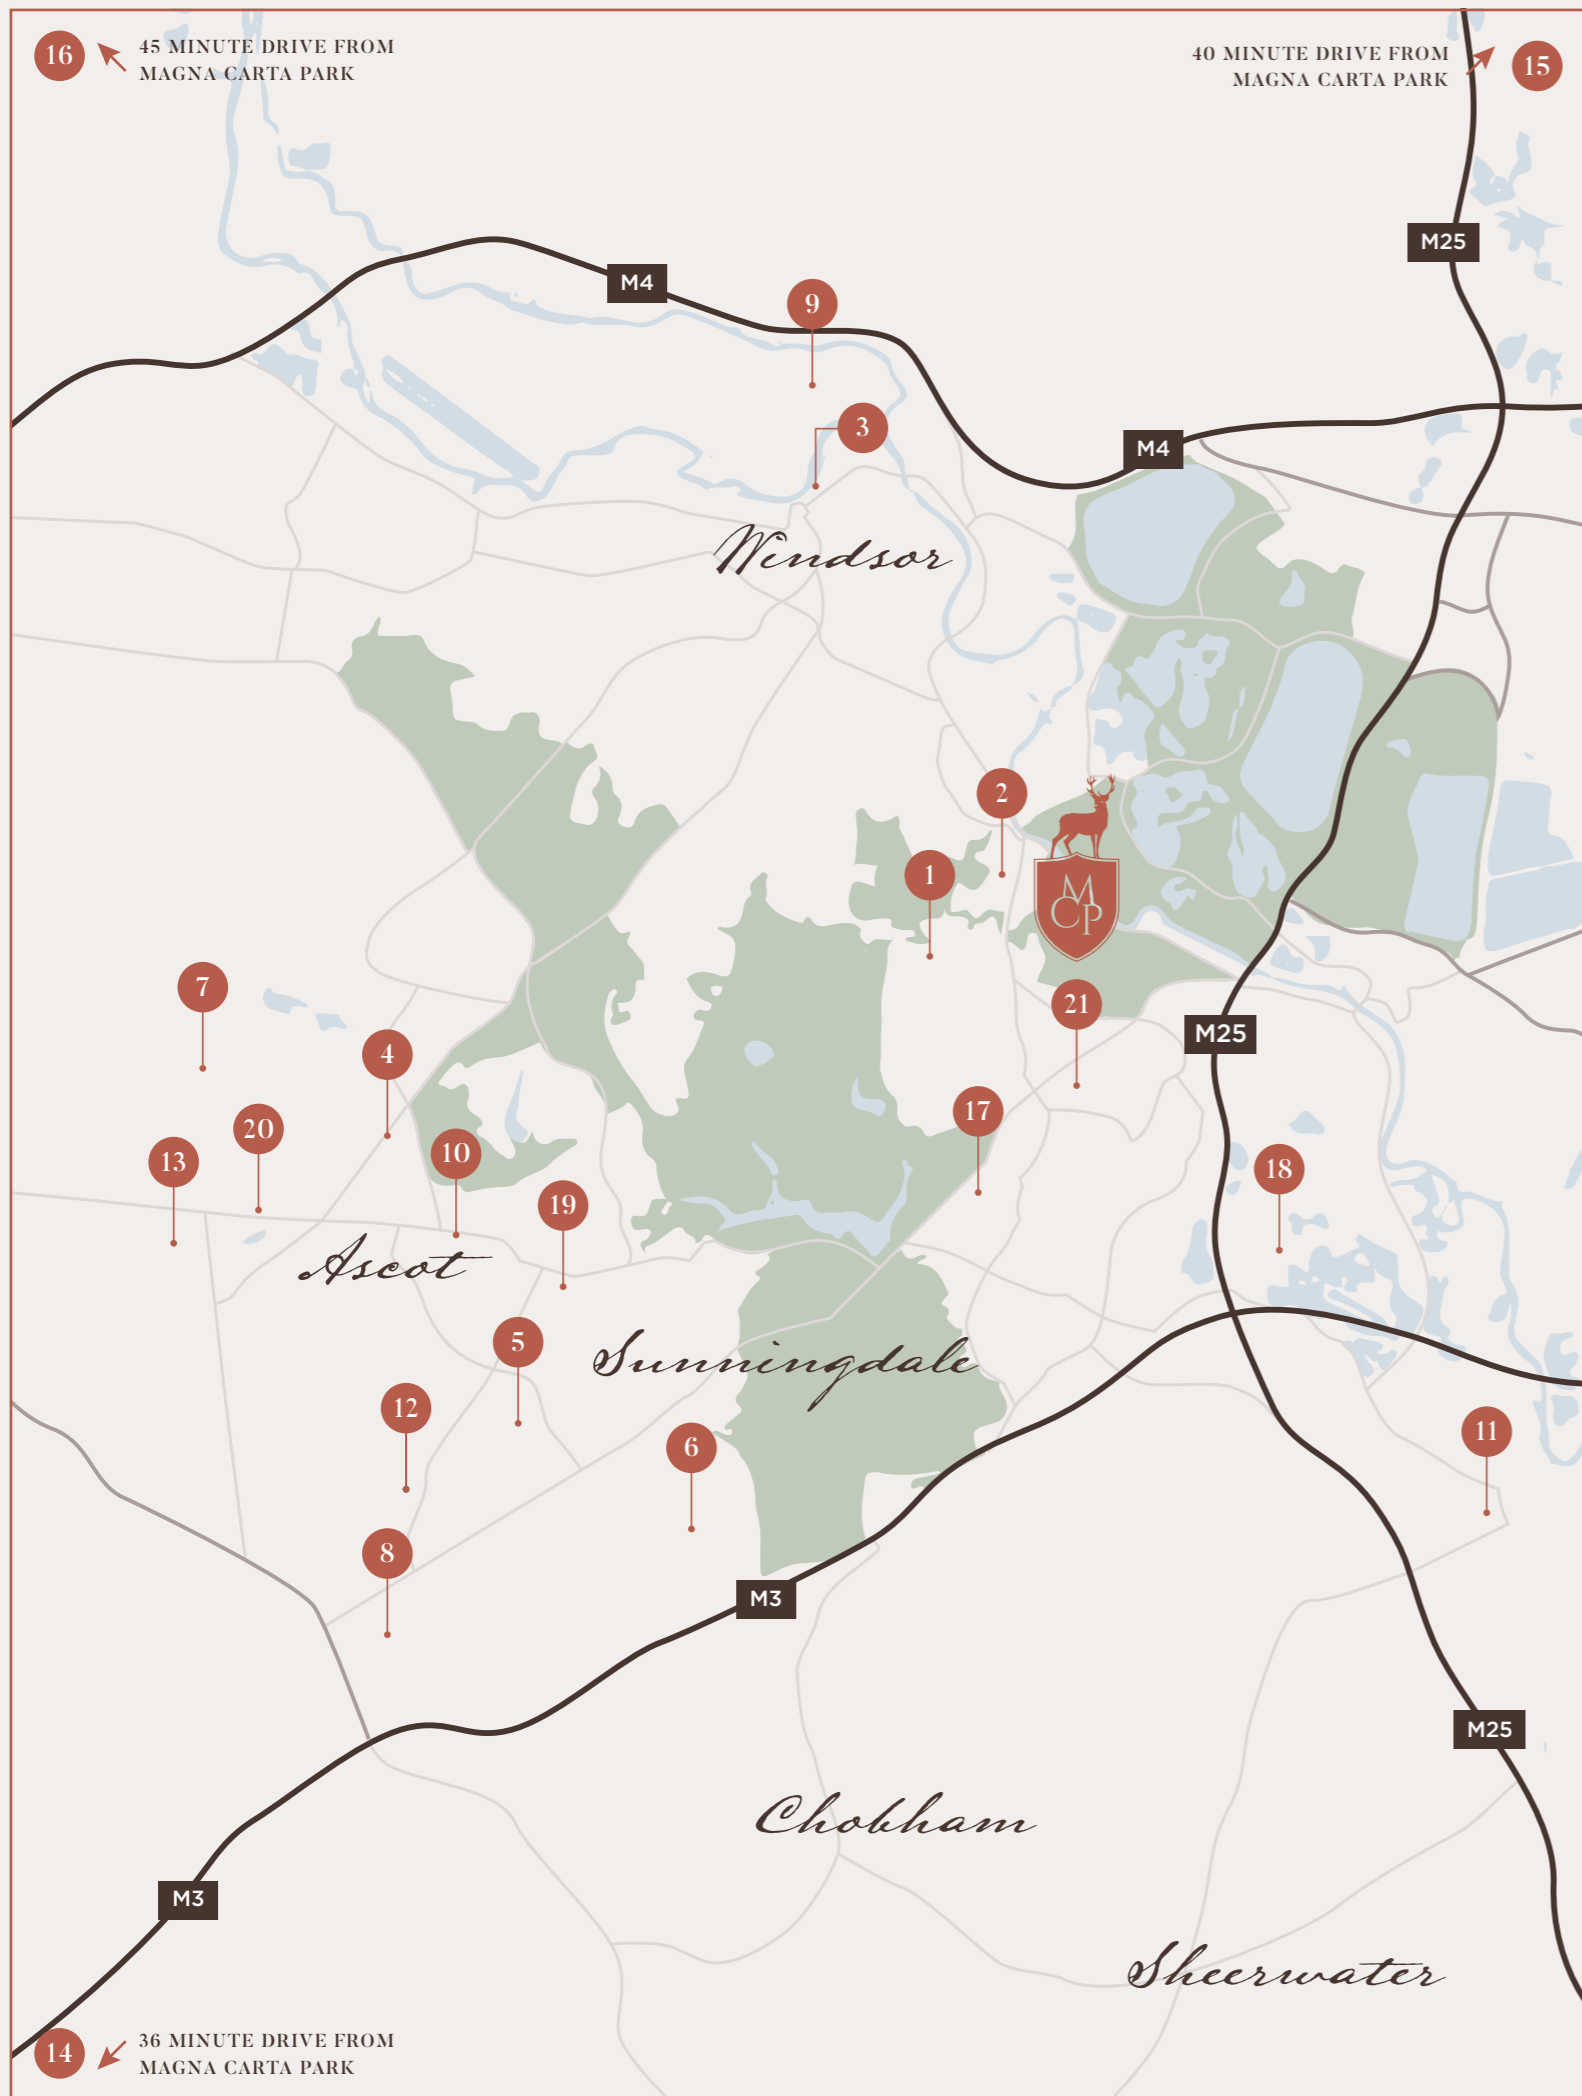 16
45 MINUTE DRIVE FROM
MAGNA CARTA PARK
40 MINUTE DRIVE FROM
MAGNA CARTA PARK
15
M25
M4
9
3
M4
Windsor
2
1
MCP
7
21
M25
4
17
20
10
13
18
19
Ascot
5
Sunningdale
12
11
6
8
M3
M25
Chobham
M3
Sheerwater
14
36 MINUTE DRIVE FROM
MAGNA CARTA PARK